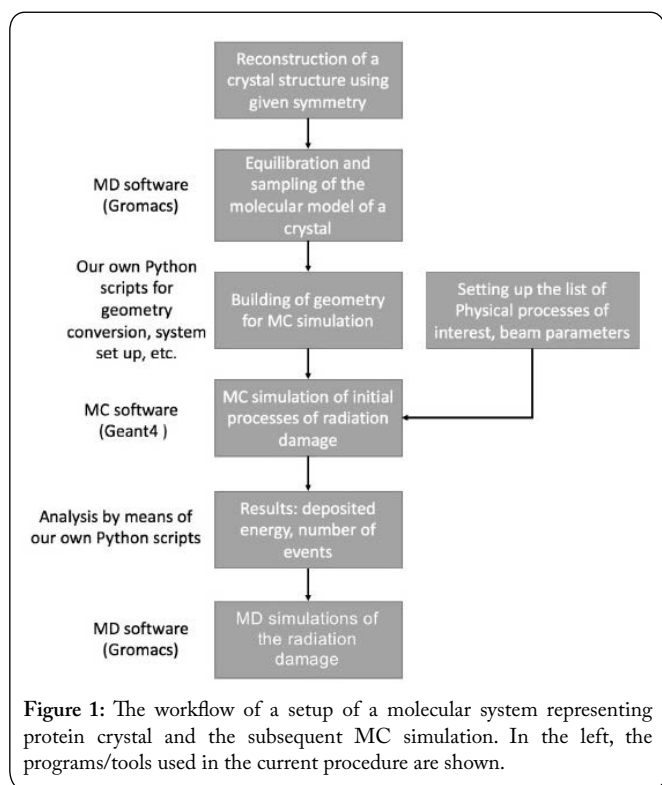 Reconstruction of a
crystal structure using
given symmetry
MD software
(Gromacs)
Equilibration and
sampling of the
molecular model of a
crystal
Our own Python
scripts for
geometry
conversion, system
set up, etc.
Building of geometry
for MC simulation
Setting up the list of
Physical processes of
interest, beam parameters
MC software
(Geant4 )
MC simulation of initial
processes of radiation
damage
Analysis by means of
our own Python scripts
Results: deposited
energy, number of
events
MD software
(Gromacs)
MD simulations of
the radiation
damage
Figure 1: The workflow of a setup of a molecular system representing
protein crystal and the subsequent MC simulation. In the left, the
programs/tools used in the current procedure are shown.